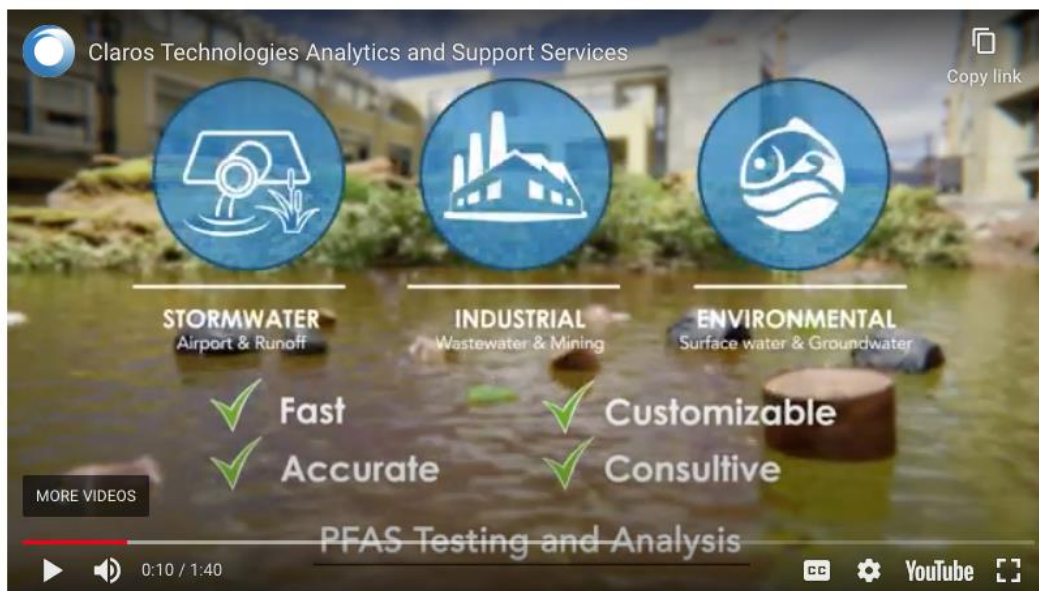 Claros Technologies Analytics and Support Services
Copy link
STORMWATER
Airport & Runoff
INDUSTRIAL
Wastewater & Mining
ENVIRONMENTAL
Surface water & Groundwater
Fast
Customizable
Accurate
Consultive
MORE VIDEOS
PFAS Testing and Analysis
0:10 / 1:40
CC
YouTube